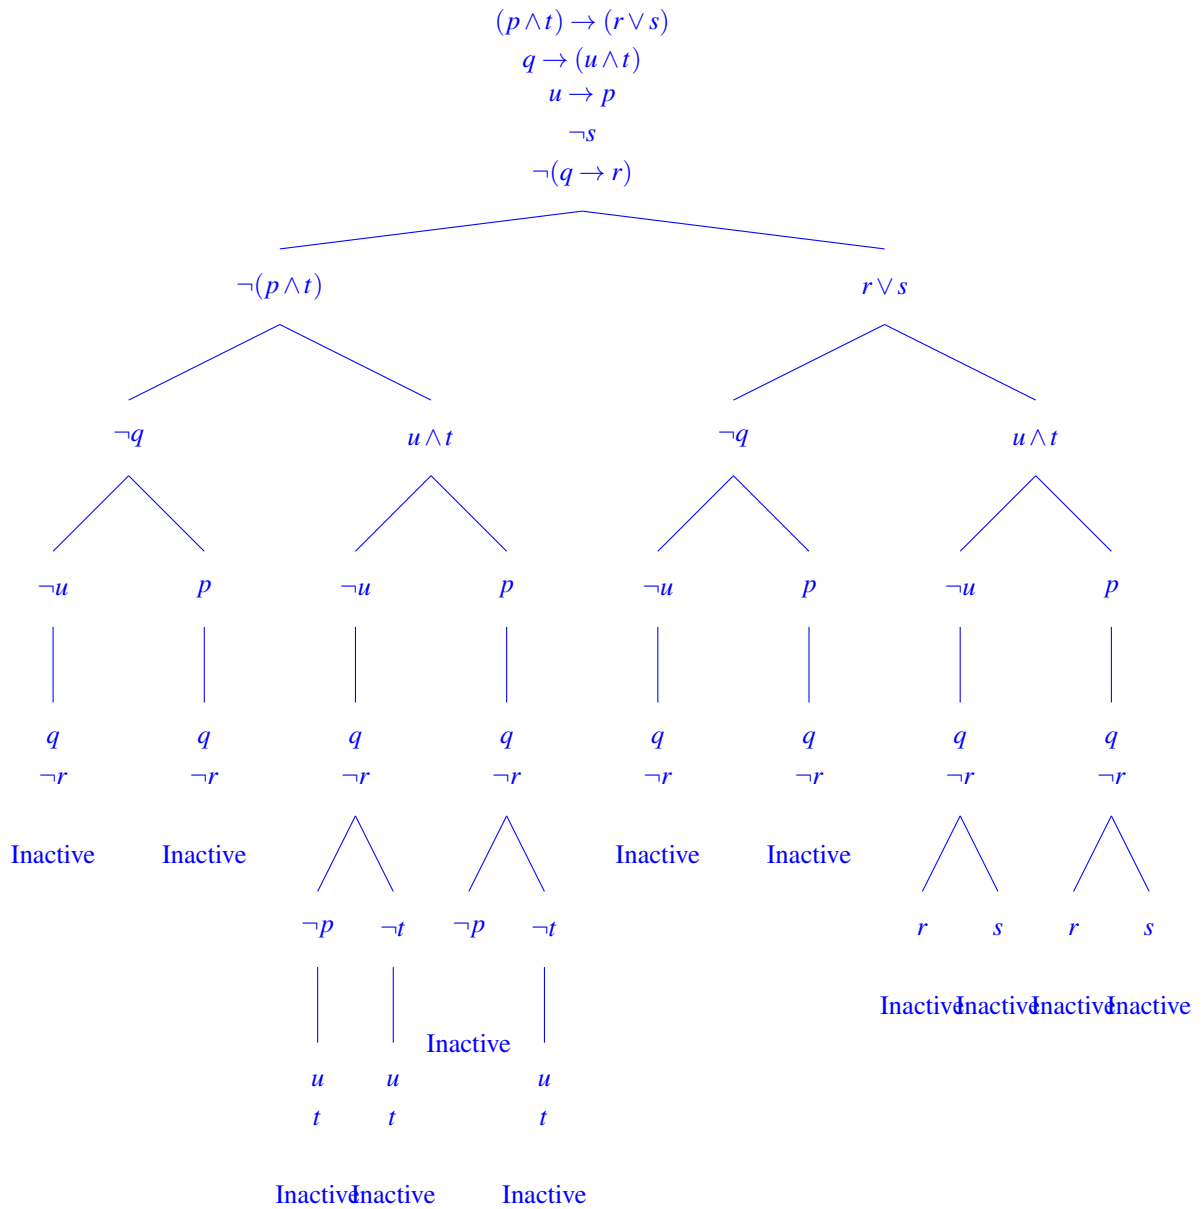 (p ∧ t) → (r ∨ s)
q → (u ∧ t)
u → p
¬s
¬(q → r)
¬(p ∧ t) r ∨ s
¬q u ∧ t ¬q u ∧ t
¬u p ¬u p ¬u p ¬u p
q q q q q q q q
¬r ¬r ¬r ¬r ¬r ¬r ¬r ¬r
Inactive Inactive Inactive Inactive
¬p ¬t ¬p ¬t r s r s
Inactive Inactive Inactive Inactive
Inactive
u u u
t t t
Inactive Inactive Inactive